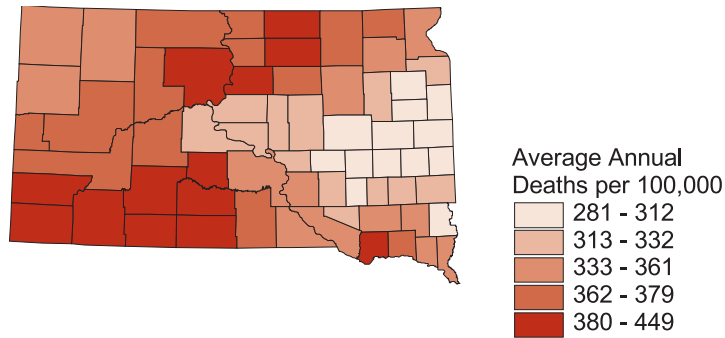 Average Annual
Deaths per 100,000
281 - 312
313 - 332
333 - 361
362 - 379
380 - 449